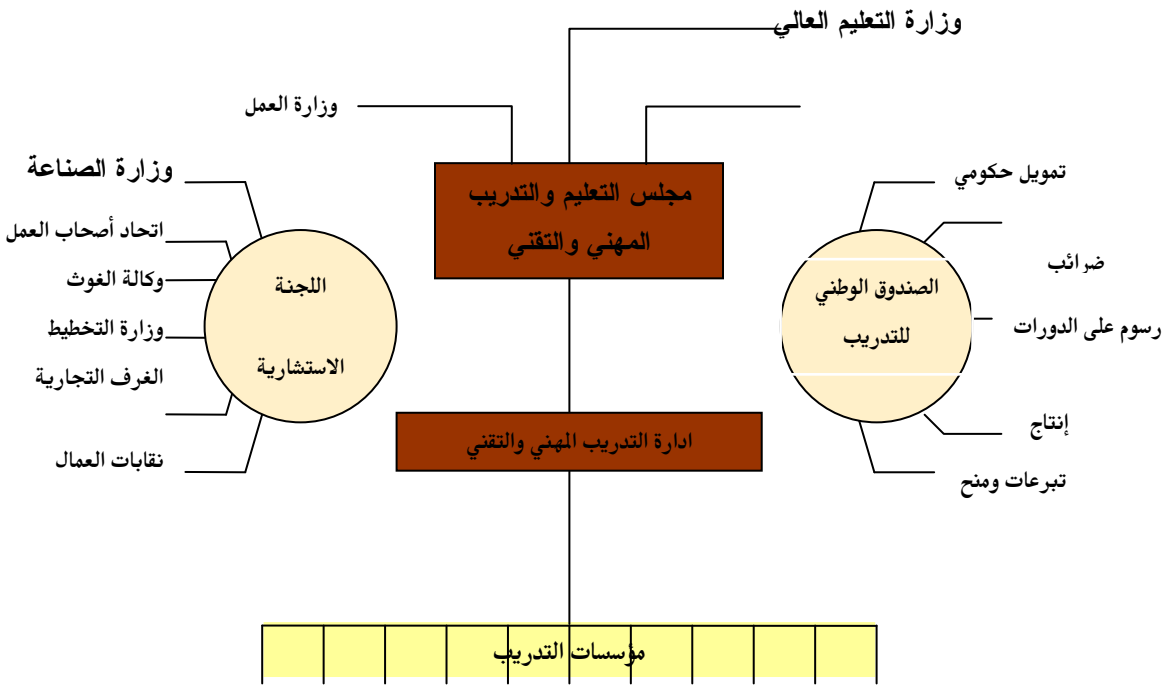 وزارة التعليم العالي
وزارة العمل
وزارة الصناعة
اتحاد أصحاب العمل
وكالة الغوث
وزارة التخطيط
الغرف التجارية
نقابات العمال
اللجنة
الاستشارية
مجلس التعليم والتدريب
المهني والتقني
تمويل حكومي
ضرائب
رسوم على الدورات
إنتاج
تبرعات ومنح
الصندوق الوطني
للتدريب
ادارة التدريب المهني والتقني
مؤسسات التدريب